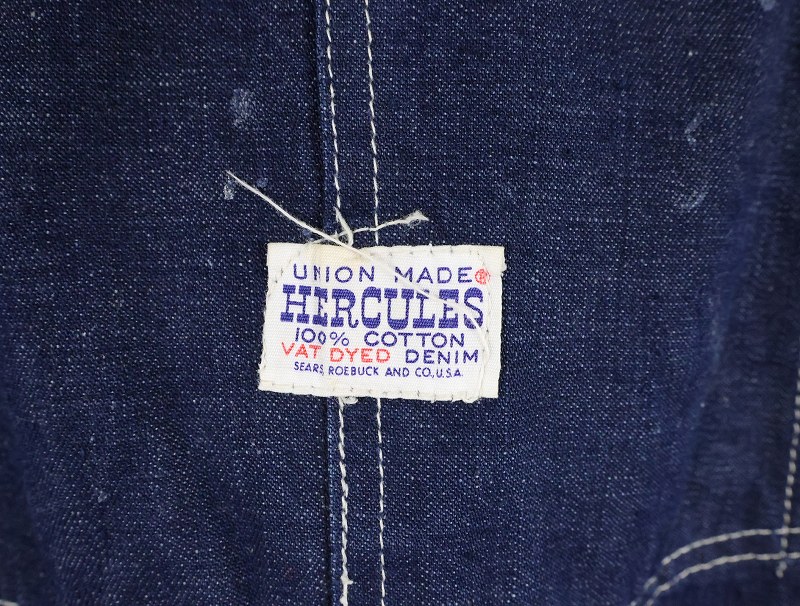 UNION MADE ®
HERCULES
100% COTTON
VAT DYED DENIM
SEARS, ROEBUCK AND CO., U.S.A.